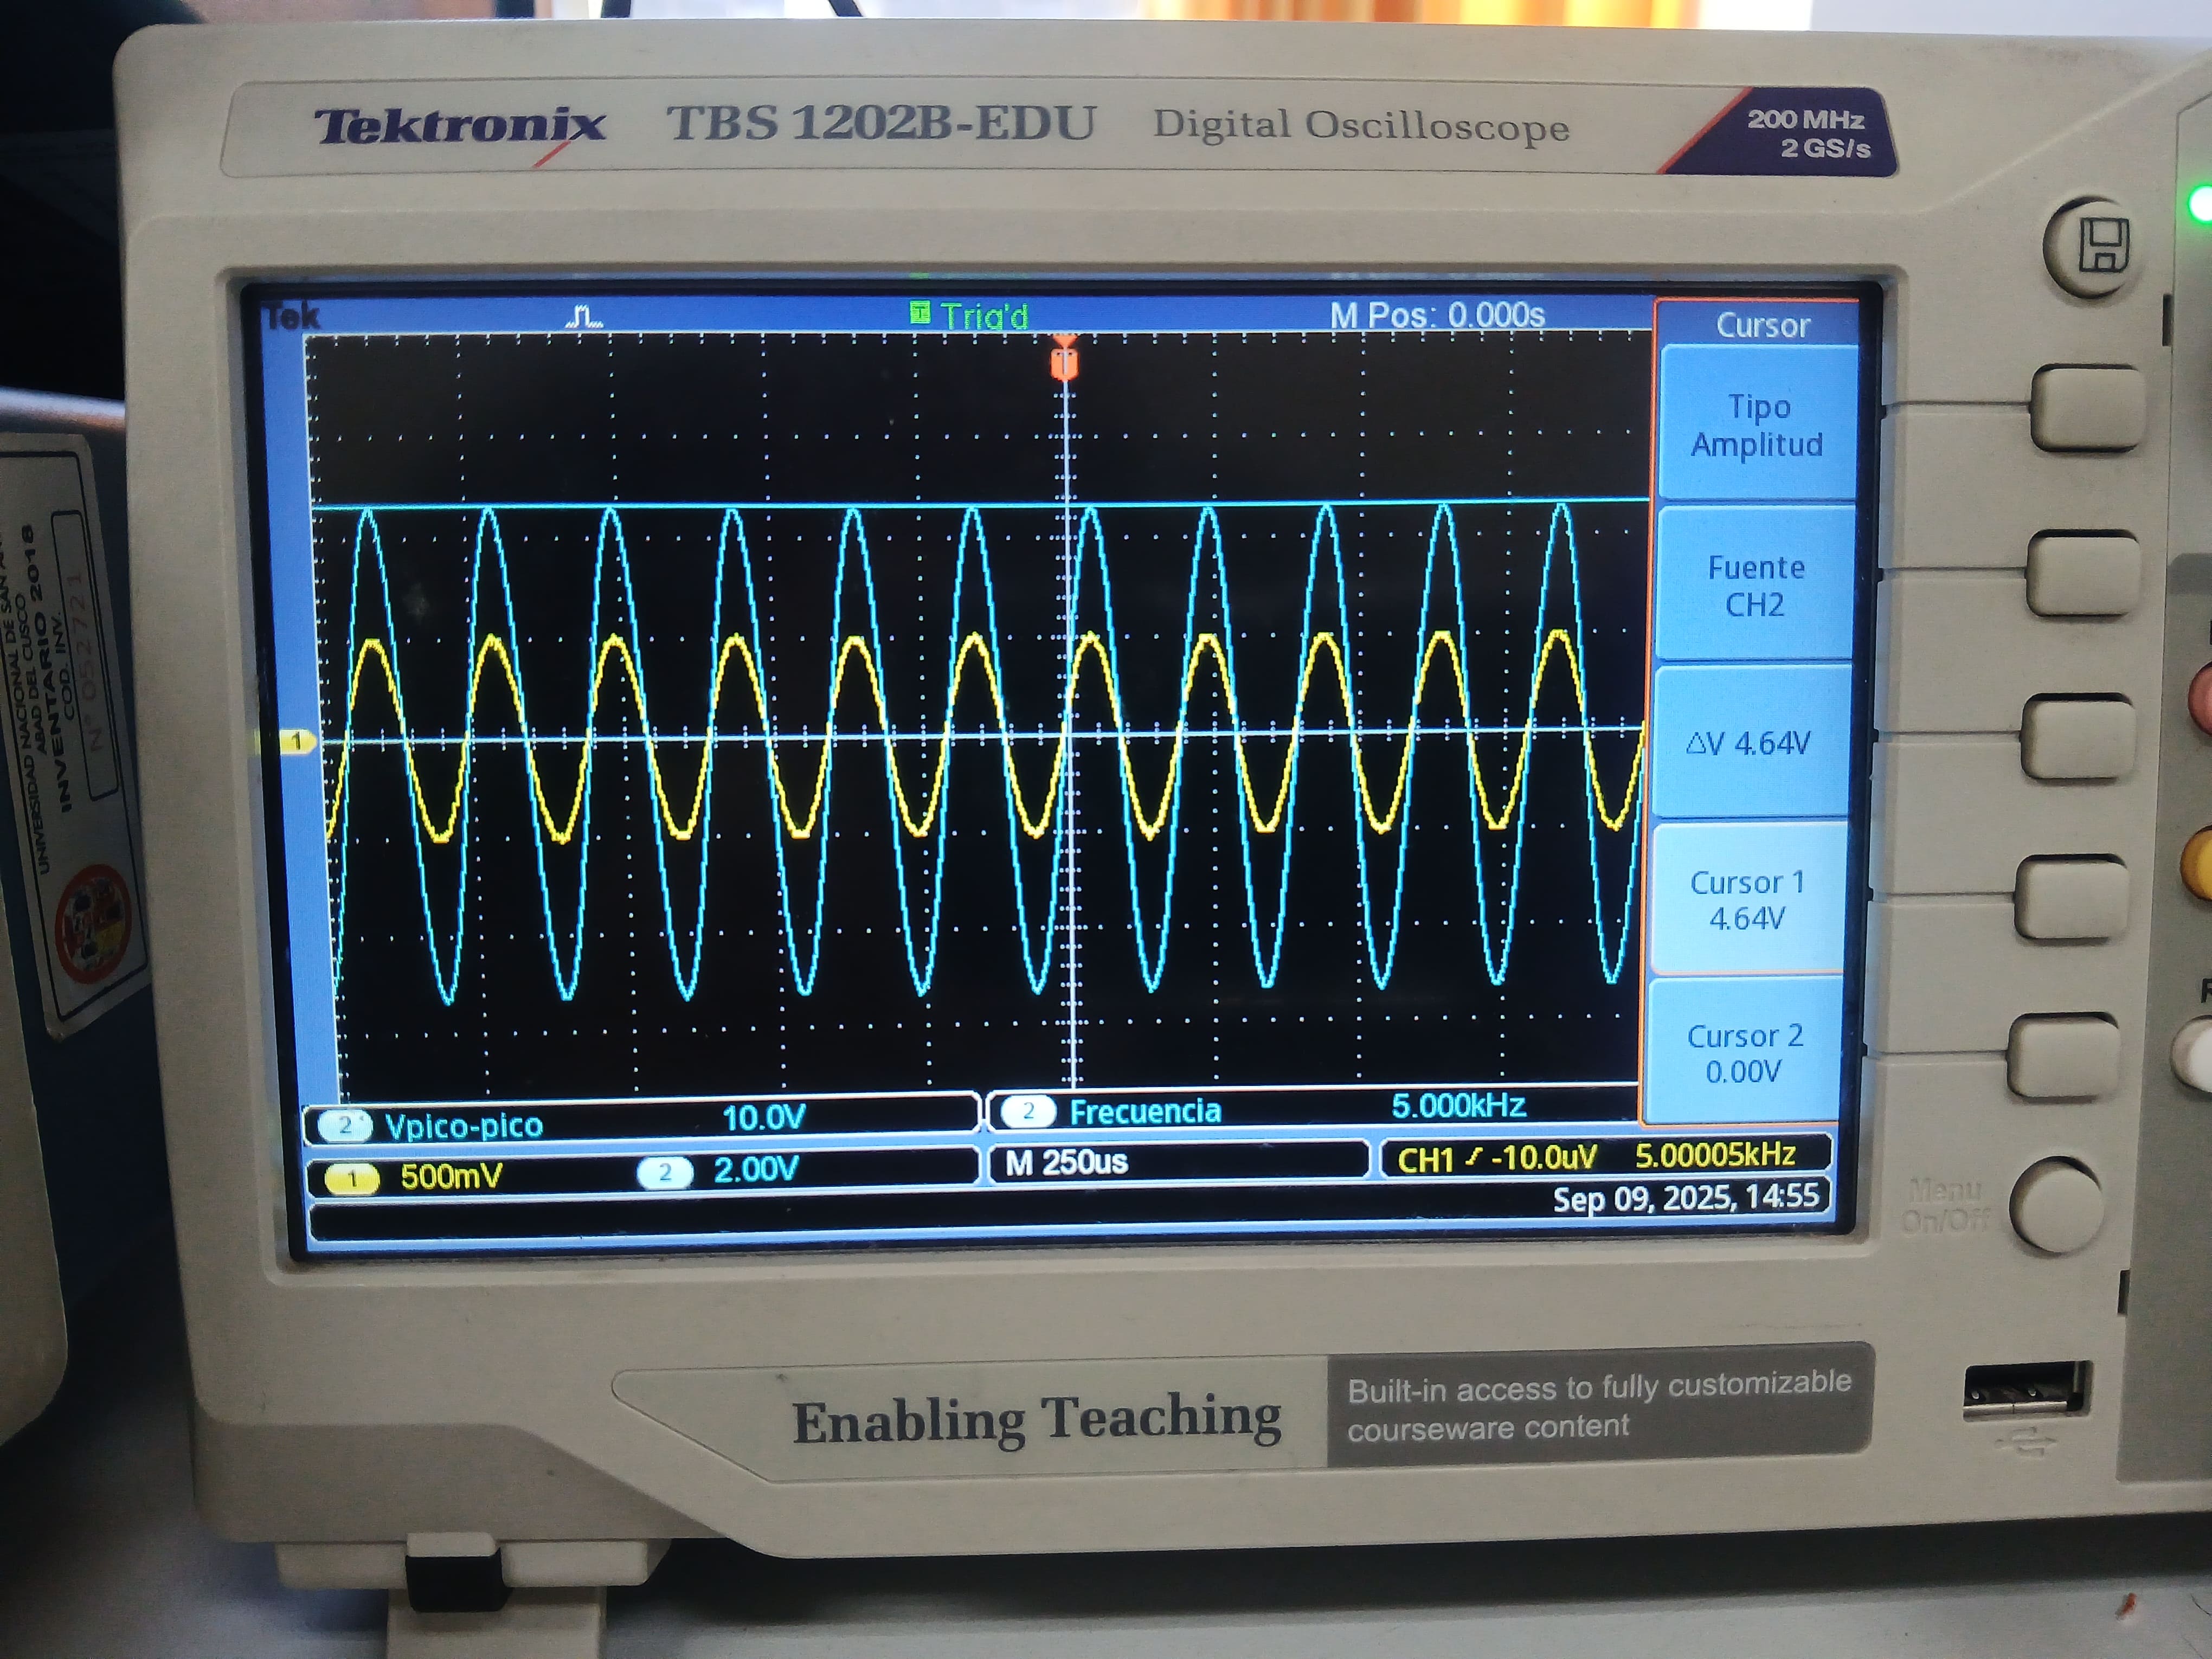 Tektronix TBS 1202B-EDU Digital Oscilloscope
200 MHz
2 GS/s
Tek
T Trig'd
M Pos: 0.000s
Cursor
Tipo
Amplitud
Fuente
CH2
△V 4.64V
Cursor 1
4.64V
Cursor 2
0.00V
1
2 Vpico-pico 10.0V
2 Frecuencia 5.000kHz
1 500mV 2 2.00V
M 250us
CH1 -10.0uV 5.00005kHz
Sep 09, 2025, 14:55
Menu
On/Off
Enabling Teaching
Built-in access to fully customizable
courseware content
UNIVERSIDAD NACIONAL DE SAN
ABAD DEL CUSCO
INVENTARIO 2018
COD. INV.
N° 052721